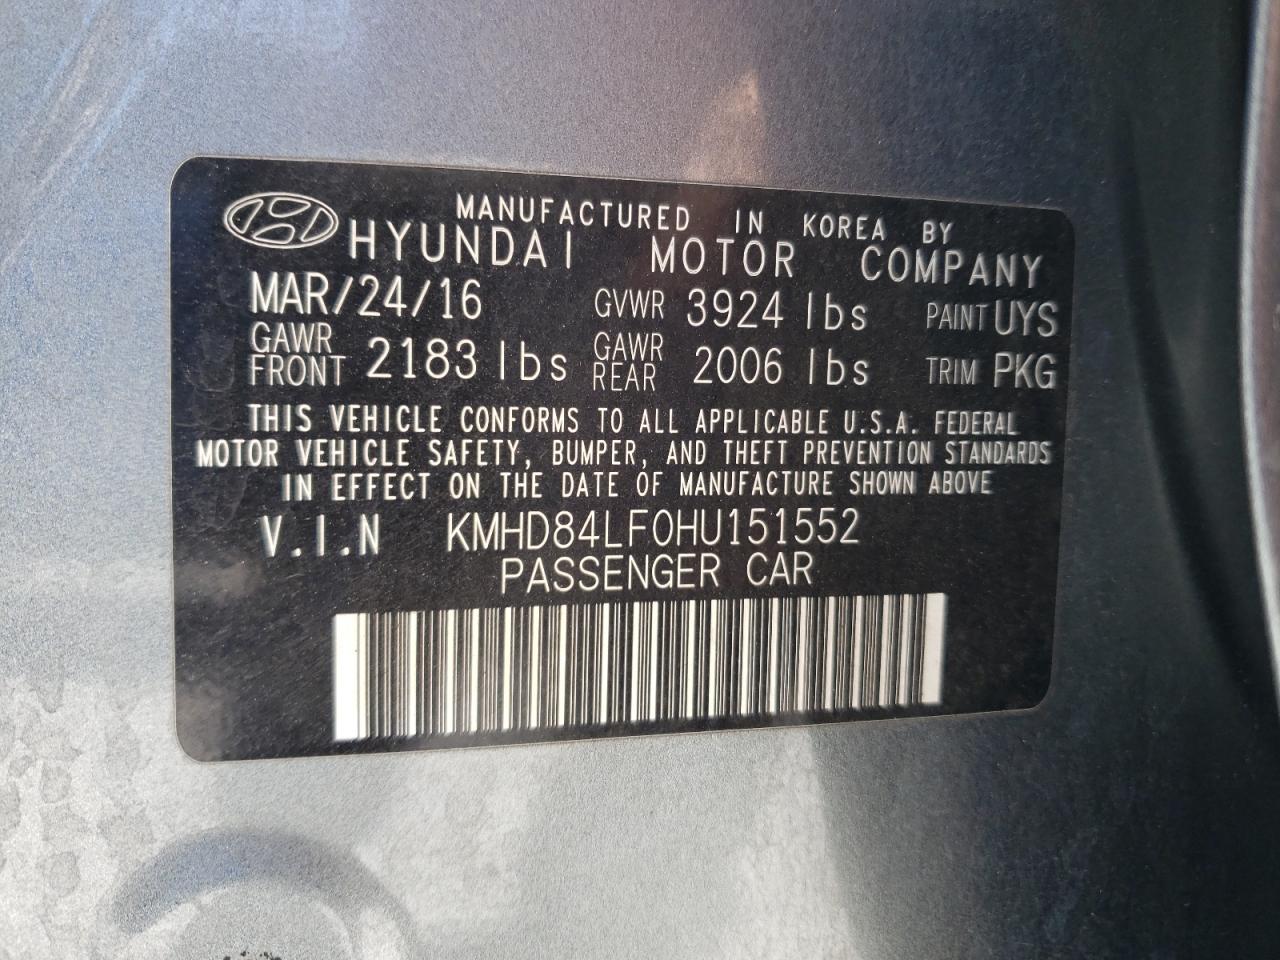 MANUFACTURED IN KOREA BY
HYUNDAI MOTOR COMPANY
MAR/24/16 GVWR 3924 lbs PAINT UYS
GAWR FRONT 2183 lbs GAWR REAR 2006 lbs TRIM PKG
THIS VEHICLE CONFORMS TO ALL APPLICABLE U.S.A. FEDERAL
MOTOR VEHICLE SAFETY, BUMPER, AND THEFT PREVENTION STANDARDS
IN EFFECT ON THE DATE OF MANUFACTURE SHOWN ABOVE
V.I.N KMHD84LF0HU151552
PASSENGER CAR